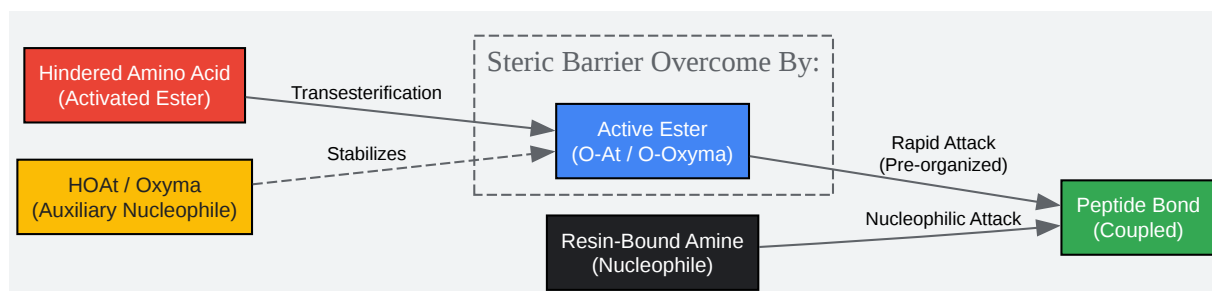 Hindered Amino Acid
(Activated Ester)
Transesterification
HOAt / Oxyma
(Auxiliary Nucleophile)
Stabilizes
Steric Barrier Overcome By:
Active Ester
(O-At / O-Oxyma)
Rapid Attack
(Pre-organized)
Resin-Bound Amine
(Nucleophile)
Nucleophilic Attack
Peptide Bond
(Coupled)